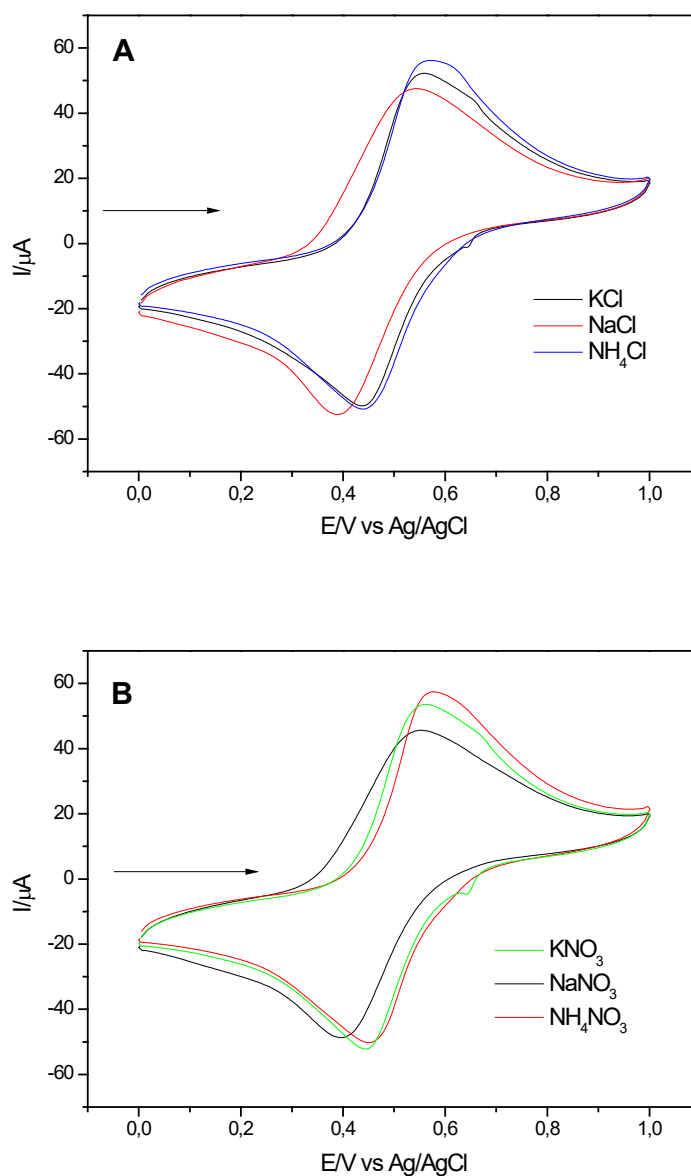 A
60
40
20
0
-20
-40
-60
I/µA
KCl
NaCl
NH₄Cl
0,0 0,2 0,4 0,6 0,8 1,0
E/V vs Ag/AgCl
B
60
40
20
0
-20
-40
-60
I/µA
KNO₃
NaNO₃
NH₄NO₃
0,0 0,2 0,4 0,6 0,8 1,0
E/V vs Ag/AgCl